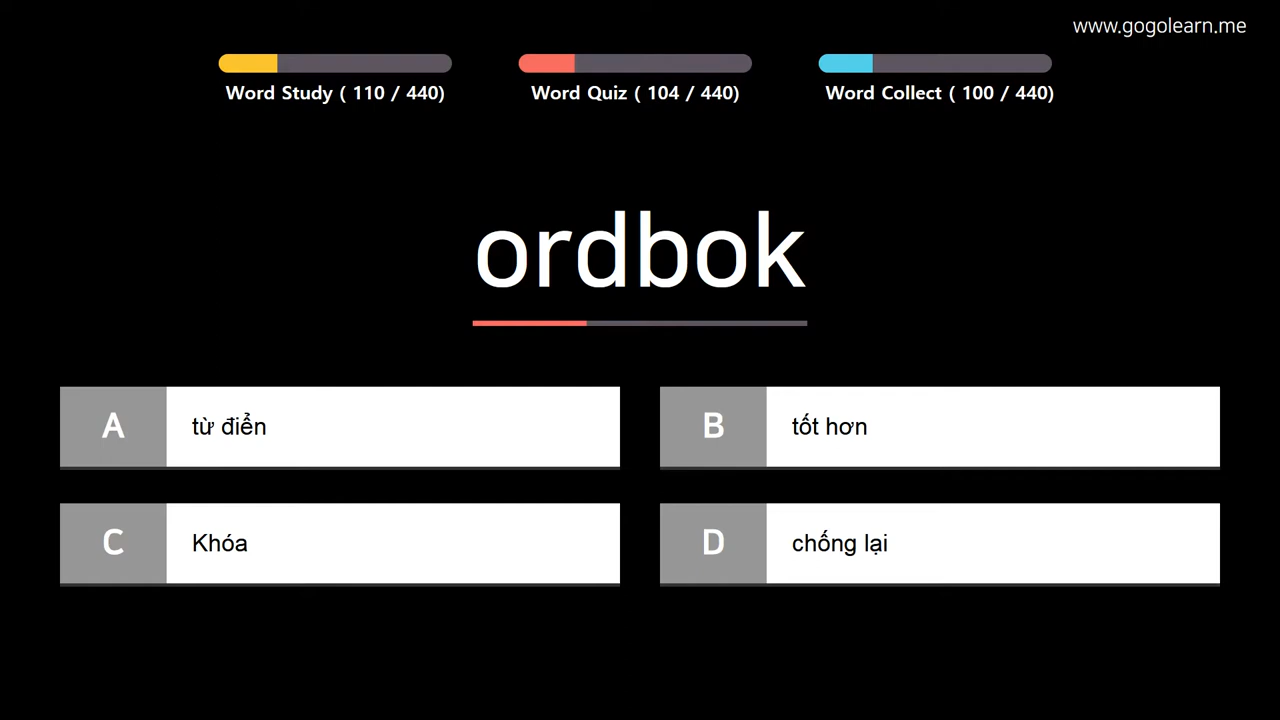 www.gogolearn.me
Word Study ( 110 / 440)
Word Quiz ( 104 / 440)
Word Collect ( 100 / 440)
ordbok
A từ điển
B tốt hơn
C Khóa
D chống lại